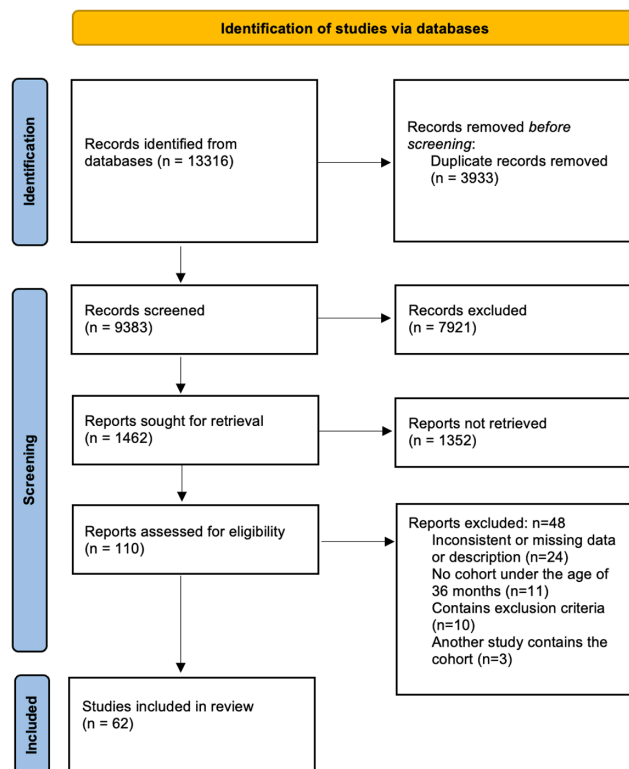 Identification of studies via databases
Identification
Records identified from
databases (n = 13316)
Records removed before
screening:
Duplicate records removed
(n = 3933)
Screening
Records screened
(n = 9383)
Records excluded
(n = 7921)
Reports sought for retrieval
(n = 1462)
Reports not retrieved
(n = 1352)
Reports assessed for eligibility
(n = 110)
Reports excluded: n=48
Inconsistent or missing data
or description (n=24)
No cohort under the age of
36 months (n=11)
Contains exclusion criteria
(n=10)
Another study contains the
cohort (n=3)
Included
Studies included in review
(n = 62)